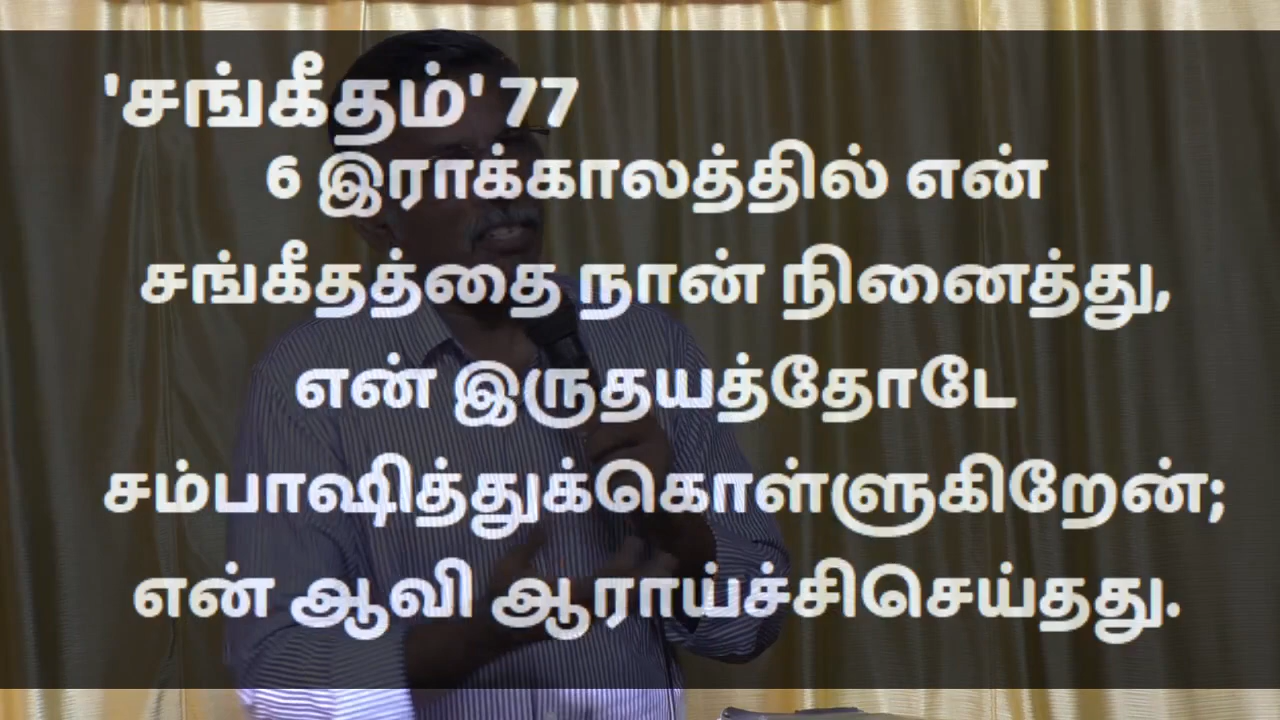 'சங்கீதம்' 77
6 இராக்காலத்தில் என்
சங்கீதத்தை நான் நினைத்து,
என் இருதயத்தோடே
சம்பாஷித்துக்கொள்ளுகிறேன்;
என் ஆவி ஆராய்ச்சிசெய்தது.